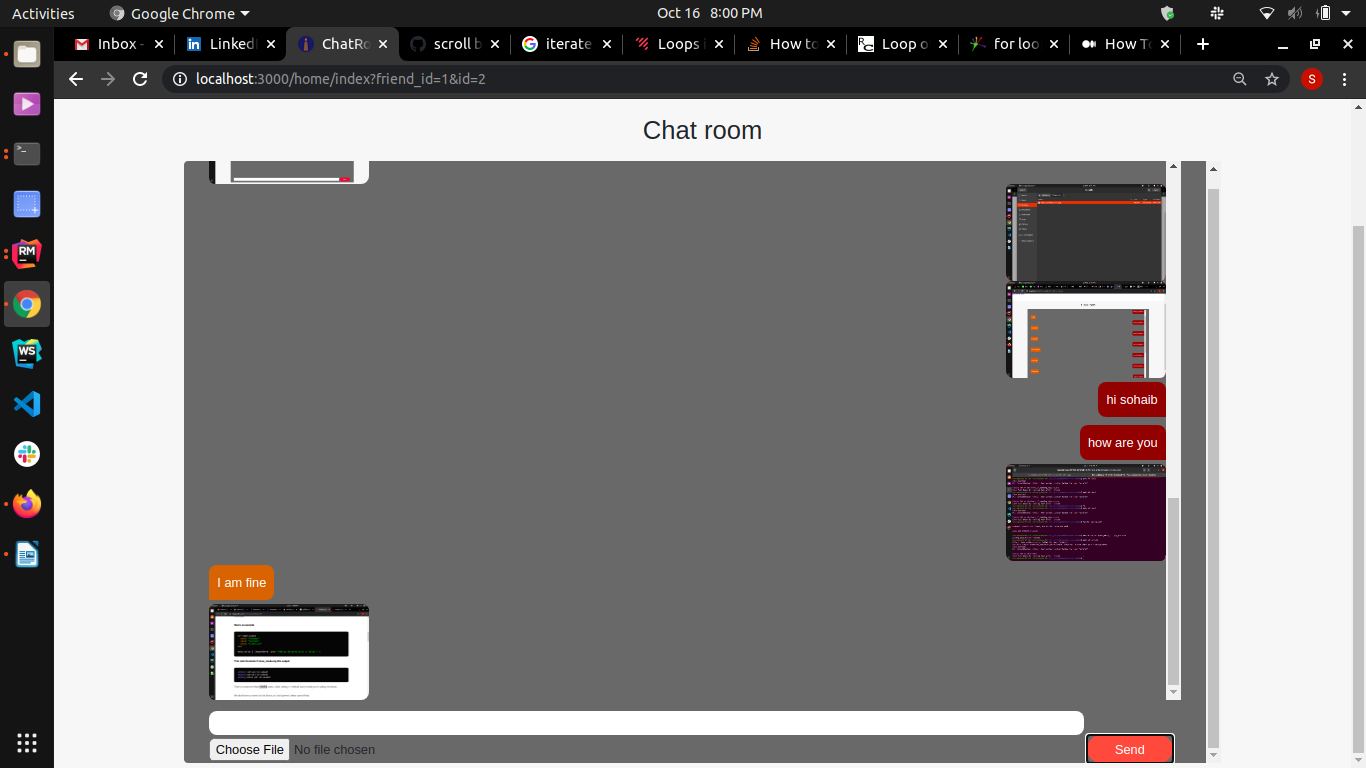 Activities
Google Chrome
Oct 16 8:00 PM
Inbox -
LinkedI
ChatRo
scroll b
iterate
Loops i
How to
Loop o
for loo
How To
localhost:3000/home/index?friend_id=1&id=2
S
Chat room
hi sohaib
how are you
I am fine
Choose File No file chosen
Send